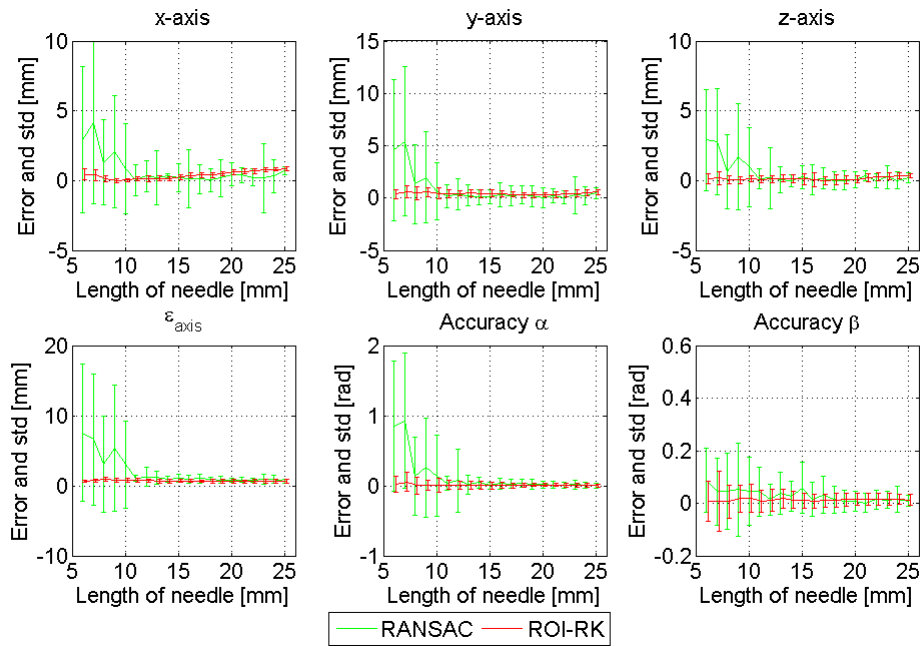 x-axis
y-axis
z-axis
Error and std [mm]
10
5
0
-5
5 10 15 20 25
Length of needle [mm]
Error and std [mm]
15
10
5
0
-5
5 10 15 20 25
Length of needle [mm]
Error and std [mm]
10
5
0
-5
5 10 15 20 25
Length of needle [mm]
εaxis
Accuracy α
Accuracy β
Error and std [mm]
20
10
0
-10
5 10 15 20 25
Length of needle [mm]
Error and std [rad]
2
1
0
-1
5 10 15 20 25
Length of needle [mm]
Error and std [rad]
0.6
0.4
0.2
0
-0.2
5 10 15 20 25
Length of needle [mm]
RANSAC
ROI-RK